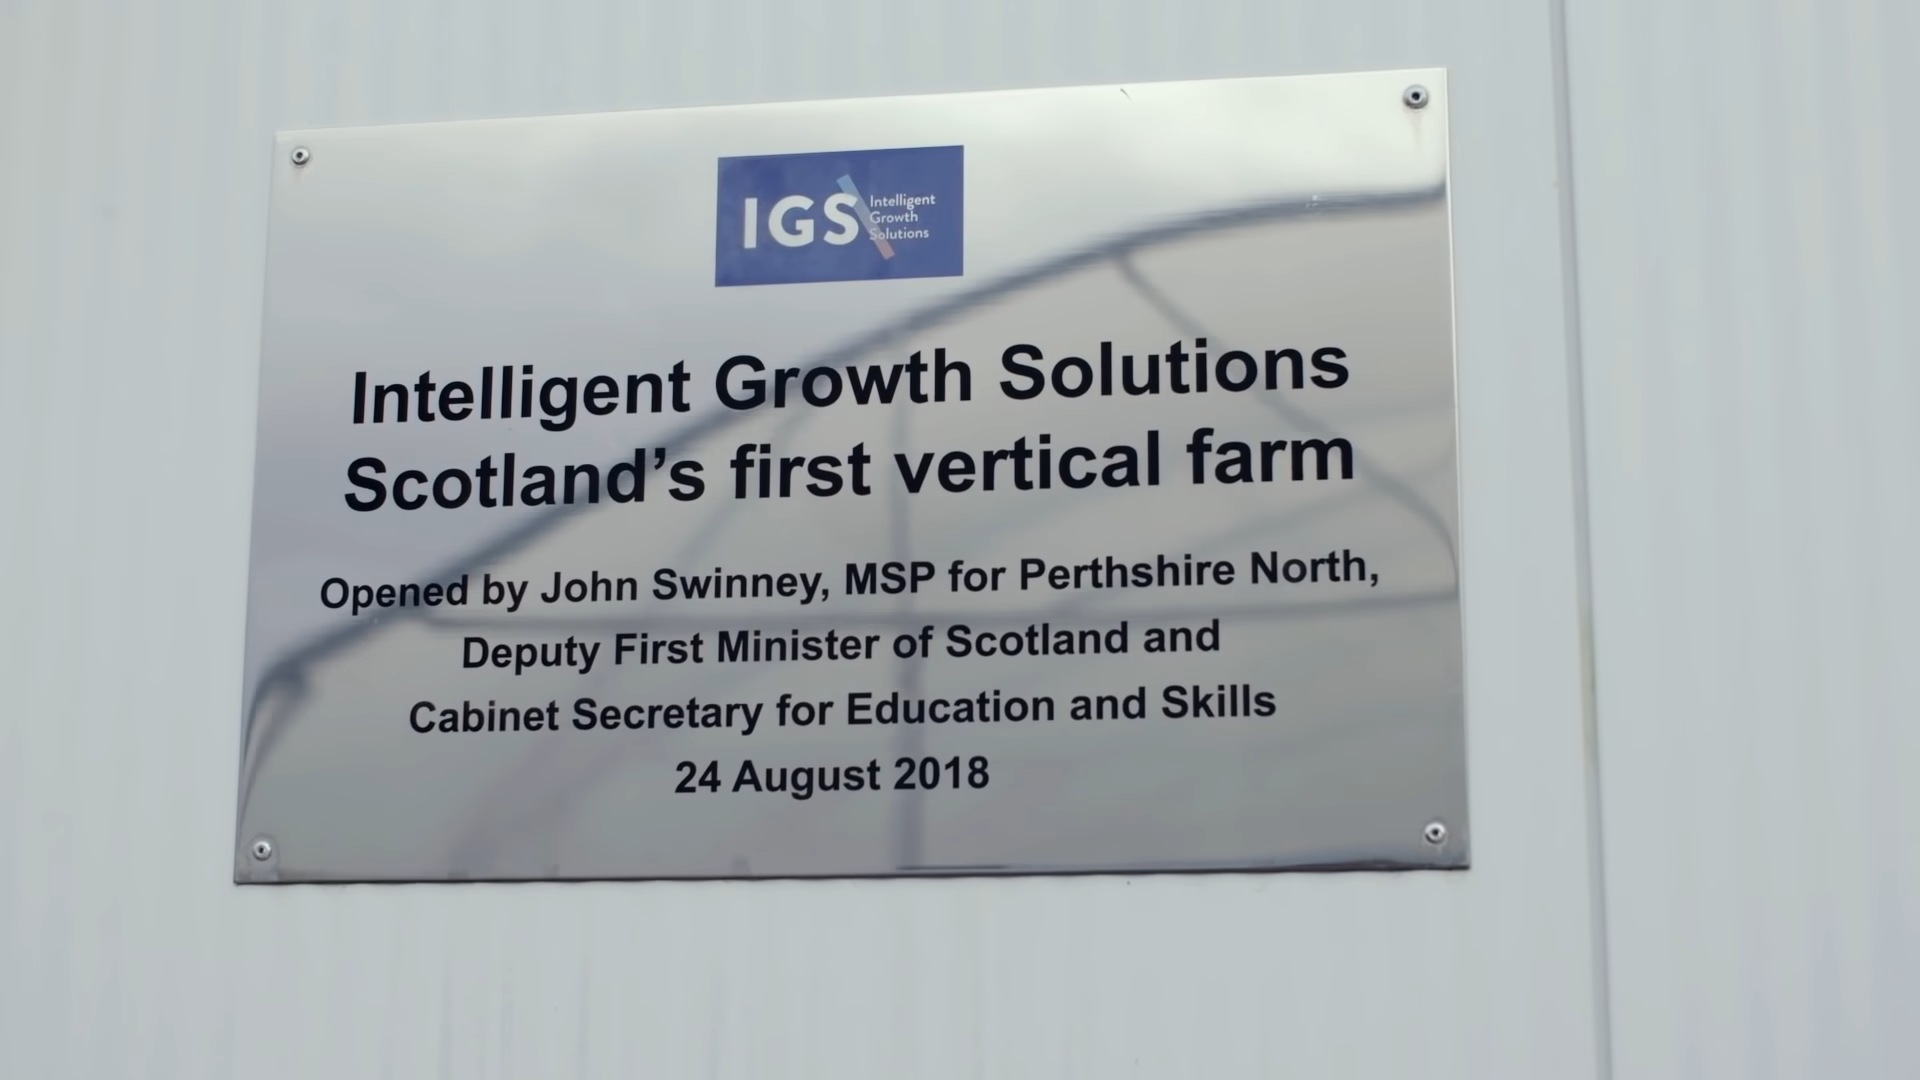 IGS
Intelligent
Growth
Solutions
Intelligent Growth Solutions
Scotland’s first vertical farm
Opened by John Swinney, MSP for Perthshire North,
Deputy First Minister of Scotland and
Cabinet Secretary for Education and Skills
24 August 2018